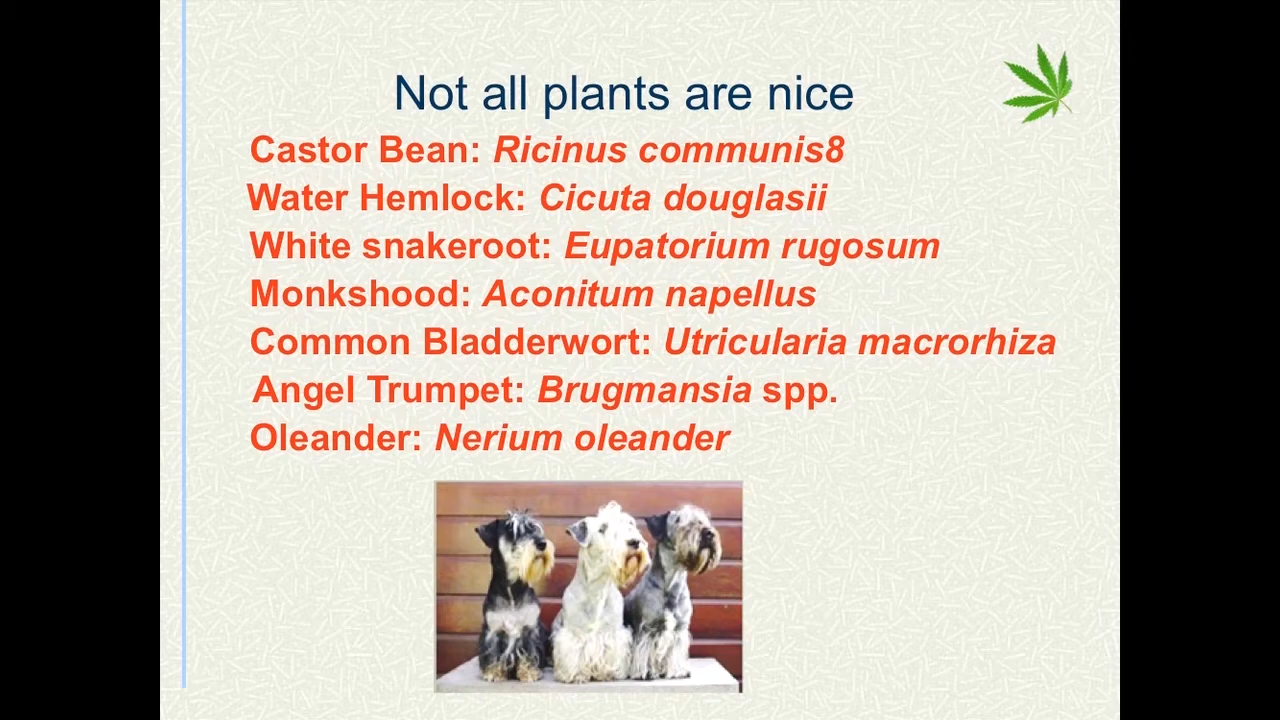 Not all plants are nice
Castor Bean: Ricinus communis8
Water Hemlock: Cicuta douglasii
White snakeroot: Eupatorium rugosum
Monkshood: Aconitum napellus
Common Bladderwort: Utricularia macrorhiza
Angel Trumpet: Brugmansia spp.
Oleander: Nerium oleander